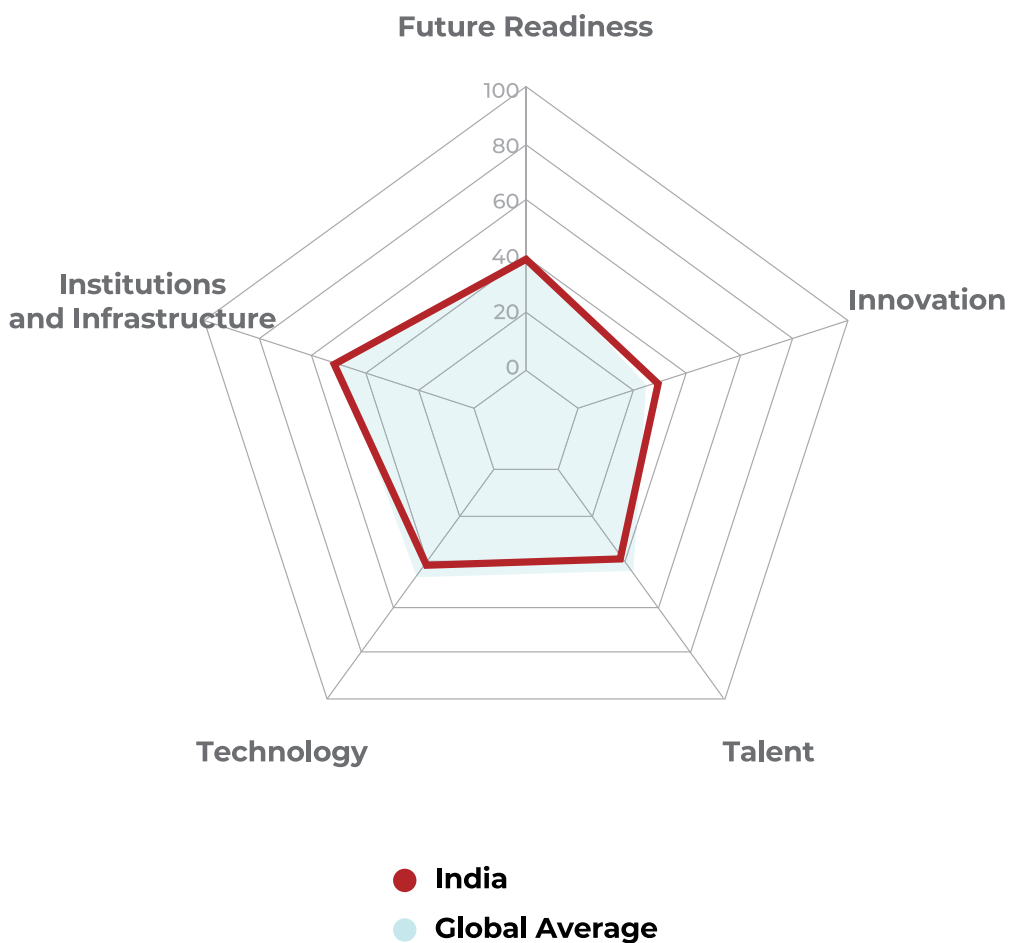 Future Readiness
100
80
60
40
20
0
Institutions
and Infrastructure
Innovation
Technology
Talent
India
Global Average